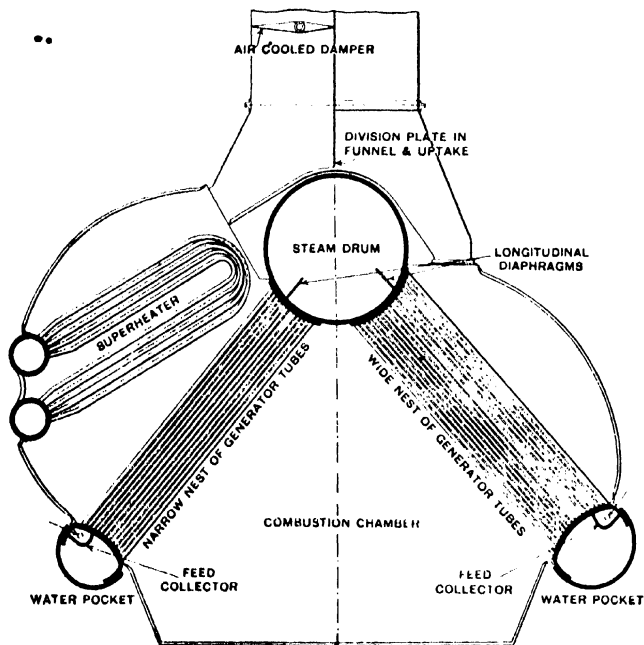 AIR COOLED DAMPER
DIVISION PLATE IN
FUNNEL & UPTAKE
STEAM DRUM
LONGITUDINAL
DIAPHRAGMS
SUPERHEATER
NARROW NEST OF GENERATOR TUBES
WIDE NEST OF GENERATOR TUBES
COMBUSTION CHAMBER
FEED
COLLECTOR
WATER POCKET
FEED
COLLECTOR
WATER POCKET